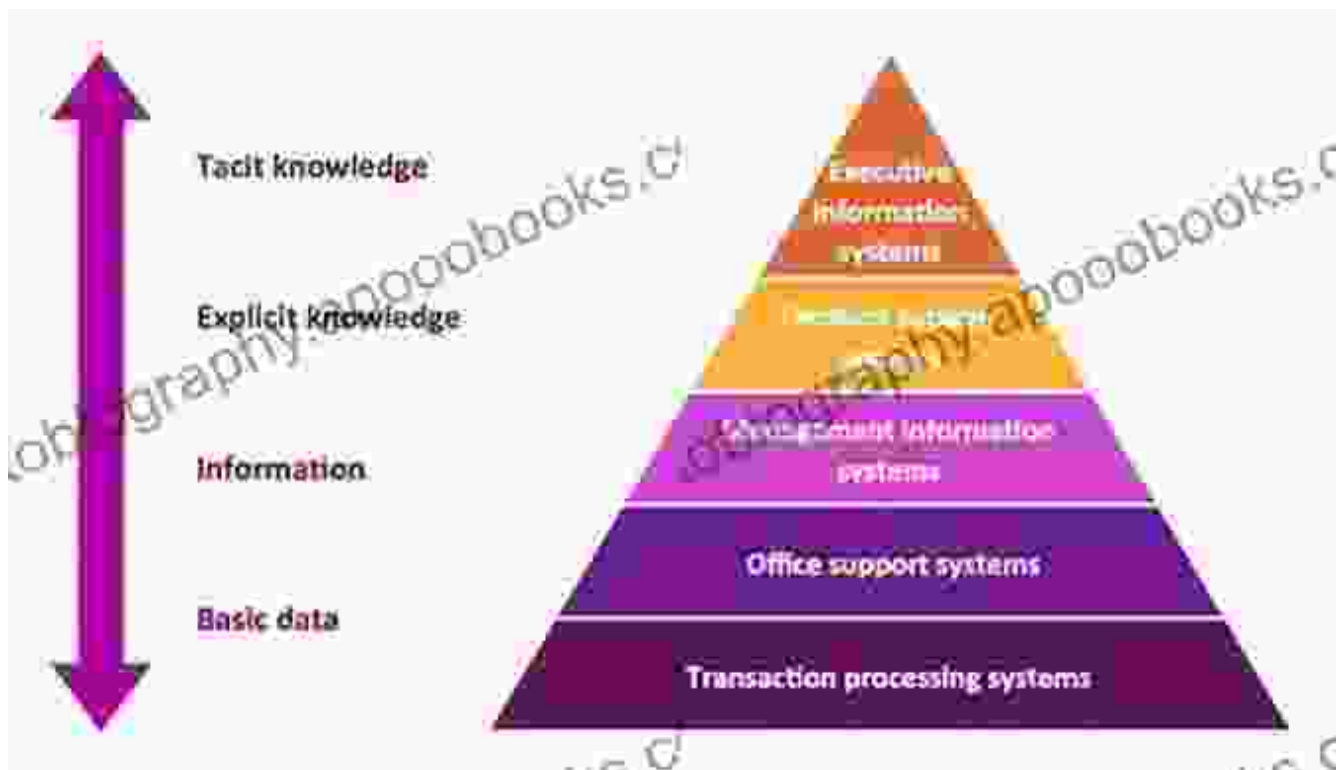 Tacit knowledge
Explicit knowledge
Information
Basic data
Executive
information
systems
Management information
systems
Office support systems
Transaction processing systems